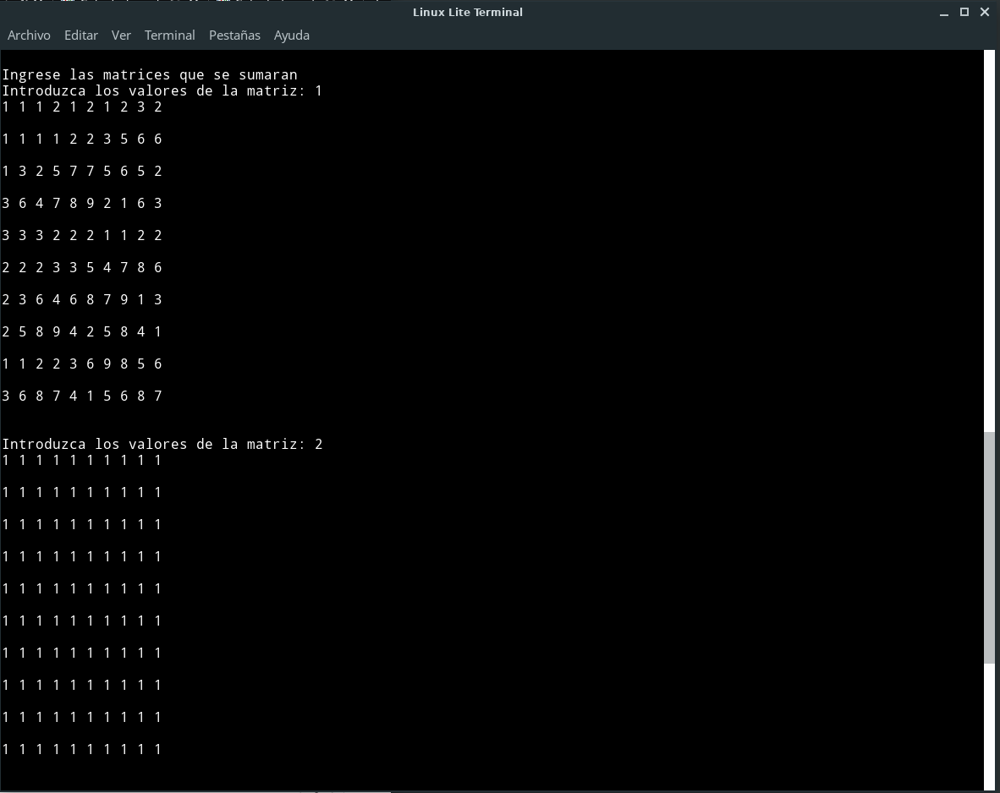 Linux Lite Terminal
Archivo Editar Ver Terminal Pestañas Ayuda
Ingrese las matrices que se sumaran
Introduzca los valores de la matriz: 1
1 1 1 2 1 2 1 2 3 2
1 1 1 1 2 2 3 5 6 6
1 3 2 5 7 7 5 6 5 2
3 6 4 7 8 9 2 1 6 3
3 3 3 2 2 2 1 1 2 2
2 2 2 3 3 5 4 7 8 6
2 3 6 4 6 8 7 9 1 3
2 5 8 9 4 2 5 8 4 1
1 1 2 2 3 6 9 8 5 6
3 6 8 7 4 1 5 6 8 7
Introduzca los valores de la matriz: 2
1 1 1 1 1 1 1 1 1 1
1 1 1 1 1 1 1 1 1 1
1 1 1 1 1 1 1 1 1 1
1 1 1 1 1 1 1 1 1 1
1 1 1 1 1 1 1 1 1 1
1 1 1 1 1 1 1 1 1 1
1 1 1 1 1 1 1 1 1 1
1 1 1 1 1 1 1 1 1 1
1 1 1 1 1 1 1 1 1 1
1 1 1 1 1 1 1 1 1 1